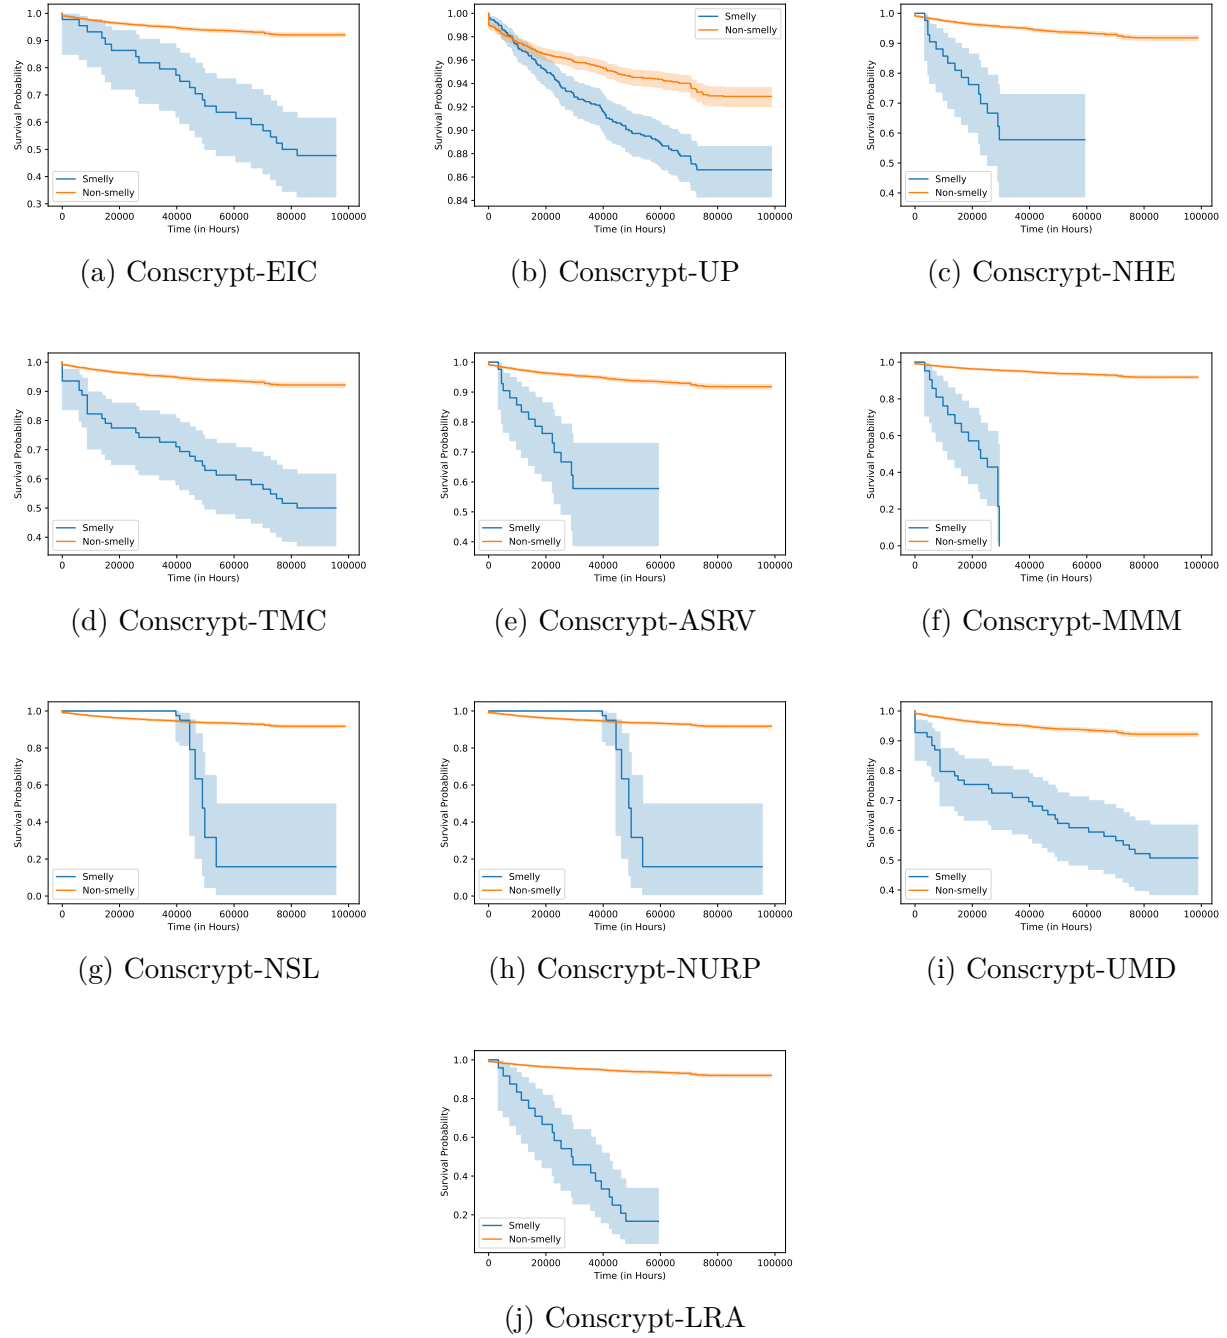 1.0
0.9
0.8
0.7
0.6
0.5
0.4
0.3
Survival Probability
0 20000 40000 60000 80000 100000
Time (in Hours)
Smelly
Non-smelly
(a) Conscrypt-EIC
1.00
0.98
0.96
0.94
0.92
0.90
0.88
0.86
0.84
Survival Probability
0 20000 40000 60000 80000 100000
Time (in Hours)
Smelly
Non-smelly
(b) Conscrypt-UP
1.0
0.9
0.8
0.7
0.6
0.5
0.4
Survival Probability
0 20000 40000 60000 80000 100000
Time (in Hours)
Smelly
Non-smelly
(c) Conscrypt-NHE
1.0
0.9
0.8
0.7
0.6
0.5
0.4
Survival Probability
0 20000 40000 60000 80000 100000
Time (in Hours)
Smelly
Non-smelly
(d) Conscrypt-TMC
1.0
0.9
0.8
0.7
0.6
0.5
0.4
Survival Probability
0 20000 40000 60000 80000 100000
Time (in Hours)
Smelly
Non-smelly
(e) Conscrypt-ASRV
1.0
0.8
0.6
0.4
0.2
0.0
Survival Probability
0 20000 40000 60000 80000 100000
Time (in Hours)
Smelly
Non-smelly
(f) Conscrypt-MMM
1.0
0.8
0.6
0.4
0.2
0.0
Survival Probability
0 20000 40000 60000 80000 100000
Time (in Hours)
Smelly
Non-smelly
(g) Conscrypt-NSL
1.0
0.8
0.6
0.4
0.2
0.0
Survival Probability
0 20000 40000 60000 80000 100000
Time (in Hours)
Smelly
Non-smelly
(h) Conscrypt-NURP
1.0
0.9
0.8
0.7
0.6
0.5
0.4
Survival Probability
0 20000 40000 60000 80000 100000
Time (in Hours)
Smelly
Non-smelly
(i) Conscrypt-UMD
1.0
0.8
0.6
0.4
0.2
Survival Probability
0 20000 40000 60000 80000 100000
Time (in Hours)
Smelly
Non-smelly
(j) Conscrypt-LRA